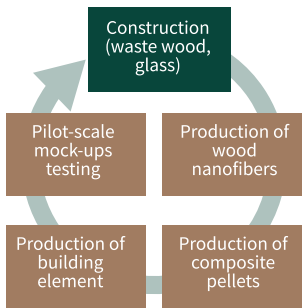 Construction
(waste wood,
glass)
Pilot-scale
mock-ups
testing
Production of
wood
nanofibers
Production of
building
element
Production of
composite
pellets